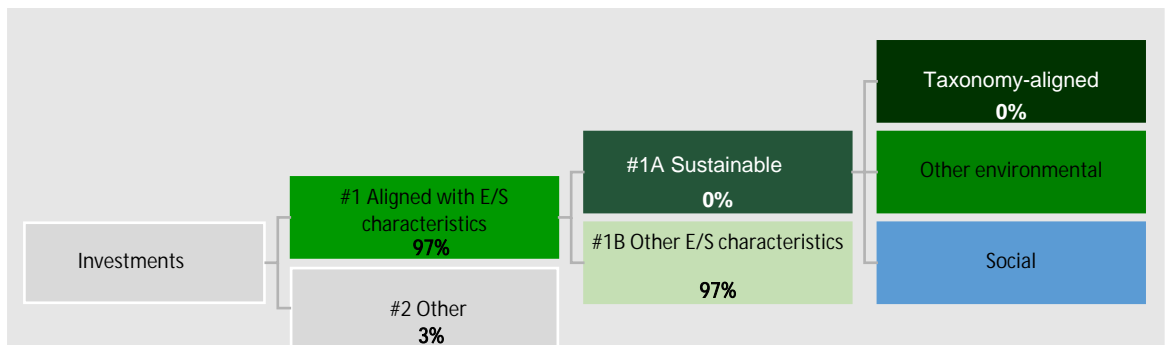 Investments
#1 Aligned with E/S
characteristics
97%
#2 Other
3%
#1A Sustainable
0%
#1B Other E/S characteristics
97%
Taxonomy-aligned
0%
Other environmental
Social